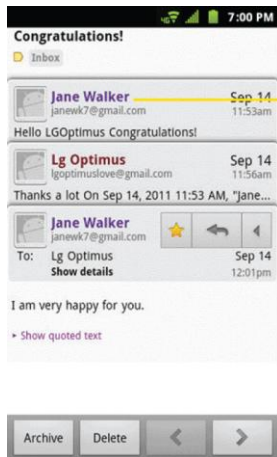 7:00 PM
Congratulations!
Inbox
Jane Walker Sep 14
janewk7@gmail.com 11:53am
Hello LGOptimus Congratulations!
Lg Optimus Sep 14
lgoptimuslove@gmail.com 11:56am
Thanks a lot On Sep 14, 2011 11:53 AM, "Jane...
Jane Walker
janewk7@gmail.com
To: Lg Optimus Sep 14
Show details 12:01pm
I am very happy for you.
Show quoted text
Archive Delete